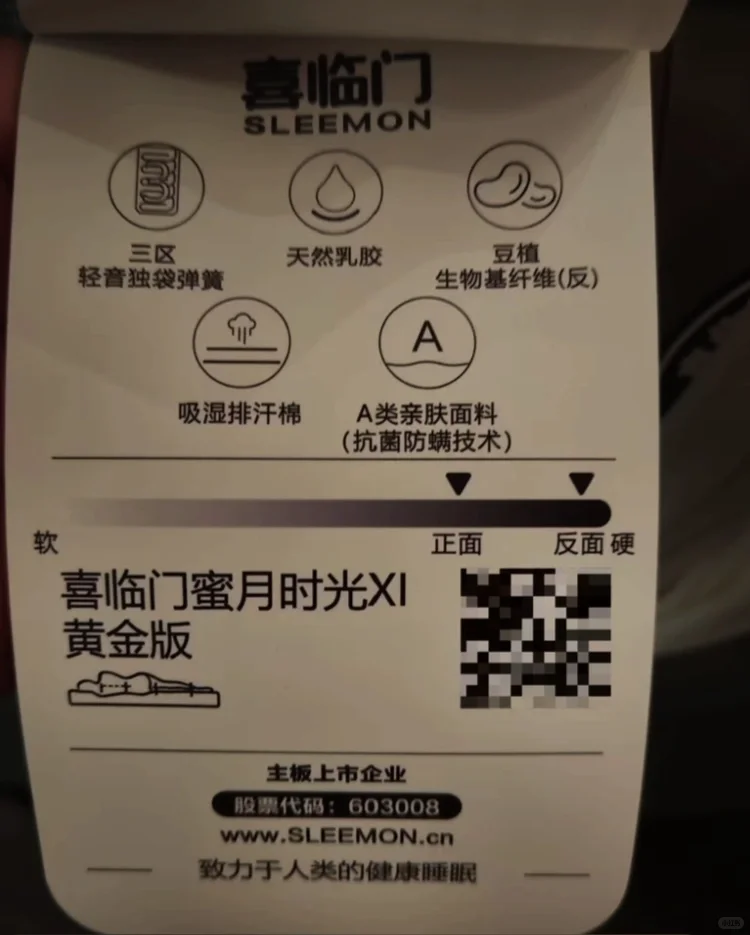 喜临门
SLEEMON
三区
轻音独袋弹簧
天然乳胶
豆植
生物基纤维(反)
吸湿排汗棉
A
A类亲肤面料
(抗菌防螨技术)
软 正面 反面 硬
喜临门蜜月时光XI
黄金版
主板上市企业
股票代码：603008
www.SLEEMON.cn
致力于人类的健康睡眠